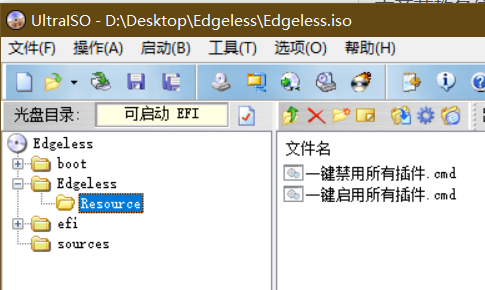 UltraISO - D:\Desktop\Edgeless\Edgeless.iso
文件(F) 操作(A) 启动(B) 工具(T) 选项(O) 帮助(H)
光盘目录: 可启动 EFI
Edgeless
boot
Edgeless
Resource
efi
sources
文件名
一键禁用所有插件.cmd
一键启用所有插件.cmd